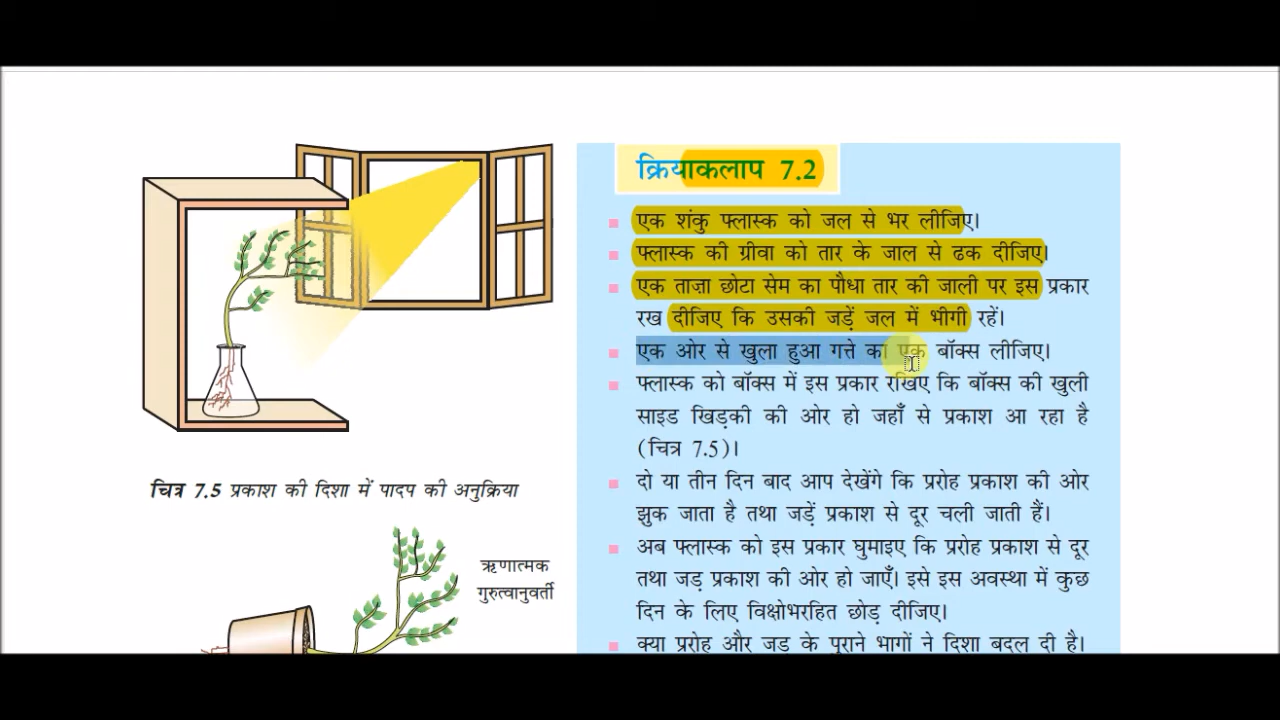 क्रियाकलाप 7.2
एक शंकु फ्लास्क को जल से भर लीजिए।
फ्लास्क की ग्रीवा को तार के जाल से ढक दीजिए।
एक ताज़ा छोटा सेम का पौधा तार की जाली पर इस प्रकार
रख दीजिए कि उसकी जड़ें जल में भीगी रहें।
एक ओर से खुला हुआ गत्ते का एक बॉक्स लीजिए।
फ्लास्क को बॉक्स में इस प्रकार रखिए कि बॉक्स की खुली
साइड खिड़की की ओर हो जहाँ से प्रकाश आ रहा है
(चित्र 7.5)।
दो या तीन दिन बाद आप देखेंगे कि प्ररोह प्रकाश की ओर
झुक जाता है तथा जड़ें प्रकाश से दूर चली जाती हैं।
अब फ्लास्क को इस प्रकार घुमाइए कि प्ररोह प्रकाश से दूर
तथा जड़ प्रकाश की ओर हो जाएँ। इसे इस अवस्था में कुछ
दिन के लिए विक्षोभरहित छोड़ दीजिए।
क्या प्ररोह और जड़ के पुराने भागों ने दिशा बदल दी है।
चित्र 7.5 प्रकाश की दिशा में पादप की अनुक्रिया
ऋणात्मक
गुरुत्वानुवर्ती